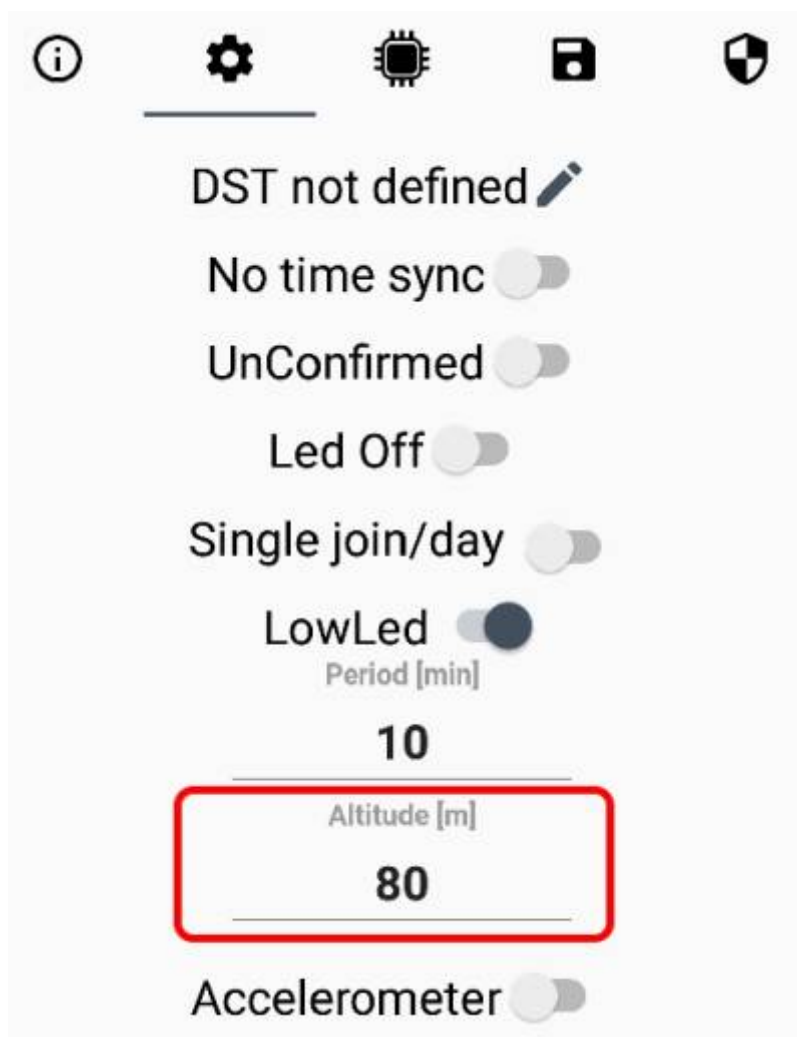 DST not defined
No time sync
UnConfirmed
Led Off
Single join/day
LowLed
Period [min]
10
Altitude [m]
80
Accelerometer